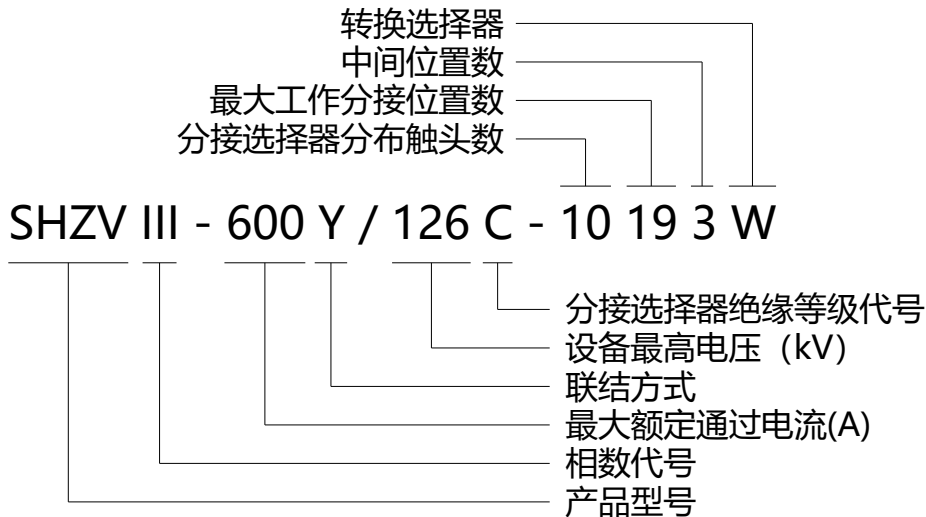 转换选择器
中间位置数
最大工作分接位置数
分接选择器分布触头数
SHZV III - 600 Y / 126 C - 10 19 3 W
分接选择器绝缘等级代号
设备最高电压（kV）
联结方式
最大额定通过电流(A)
相数代号
产品型号